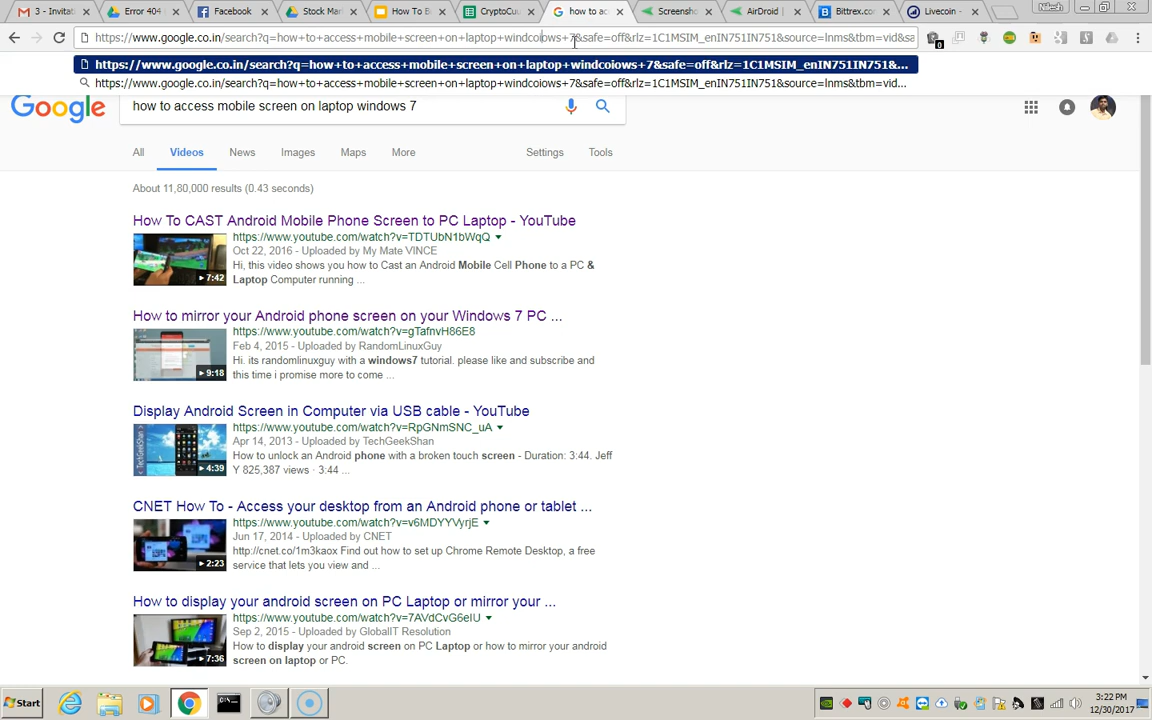 3 - Invitati
Error 404
Facebook
Stock Mar
How To Bu
CryptoCur
how to ac
Screensho
AirDroid |
Bittrex.co
Livecoin -
Nilesh
https://www.google.co.in/search?q=how+to+access+mobile+screen+on+laptop+windcoiows+7&safe=off&rlz=1C1MSIM_enIN751IN751&source=lnms&tbm=vid&sa
https://www.google.co.in/search?q=how+to+access+mobile+screen+on+laptop+windcoiows+7&safe=off&rlz=1C1MSIM_enIN751IN751&...
https://www.google.co.in/search?q=how+to+access+mobile+screen+on+laptop+windcoiows+7&safe=off&rlz=1C1MSIM_enIN751IN751&source=lnms&tbm=vid...
Google
how to access mobile screen on laptop windows 7
All Videos News Images Maps More Settings Tools
About 11,80,000 results (0.43 seconds)
How To CAST Android Mobile Phone Screen to PC Laptop - YouTube
https://www.youtube.com/watch?v=TDTUbN1bWqQ
Oct 22, 2016 - Uploaded by My Mate VINCE
Hi, this video shows you how to Cast an Android Mobile Cell Phone to a PC &
Laptop Computer running ...
7:42
How to mirror your Android phone screen on your Windows 7 PC ...
https://www.youtube.com/watch?v=gTafnvH86E8
Feb 4, 2015 - Uploaded by RandomLinuxGuy
Hi. its randomlinuxguy with a windows7 tutorial. please like and subscribe and
this time i promise more to come ...
9:18
Display Android Screen in Computer via USB cable - YouTube
https://www.youtube.com/watch?v=RpGNmSNC_uA
Apr 14, 2013 - Uploaded by TechGeekShan
How to unlock an Android phone with a broken touch screen - Duration: 3:44. Jeff
Y 825,387 views · 3:44 ...
TechGeekShan
4:39
CNET How To - Access your desktop from an Android phone or tablet ...
https://www.youtube.com/watch?v=v6MDYYVyrjE
Jun 17, 2014 - Uploaded by CNET
http://cnet.co/1m3kaox Find out how to set up Chrome Remote Desktop, a free
service that lets you view and ...
2:23
How to display your android screen on PC Laptop or mirror your ...
https://www.youtube.com/watch?v=7AVdCvG6eIU
Sep 2, 2015 - Uploaded by GlobalIT Resolution
How to display your android screen on PC Laptop or how to mirror your android
screen on laptop or PC.
7:36
Start
3:22 PM
12/30/2017